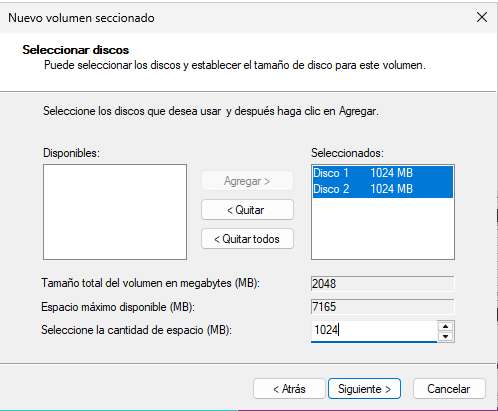 Nuevo volumen seccionado
Seleccionar discos
Puede seleccionar los discos y establecer el tamaño de disco para este volumen.
Seleccione los discos que desea usar y después haga clic en Agregar.
Disponibles:
Seleccionados:
Agregar >
< Quitar
< Quitar todos
Disco 1 1024 MB
Disco 2 1024 MB
Tamaño total del volumen en megabytes (MB): 2048
Espacio máximo disponible (MB): 7165
Seleccione la cantidad de espacio (MB): 1024
< Atrás
Siguiente >
Cancelar